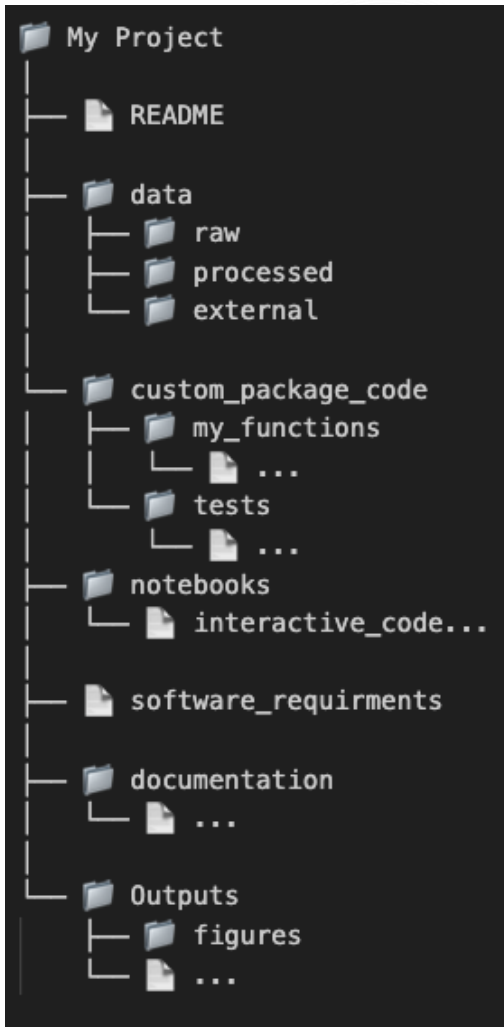 My Project
README
data
raw
processed
external
custom_package_code
my_functions
...
tests
...
notebooks
interactive_code...
software_requirments
documentation
...
Outputs
figures
...